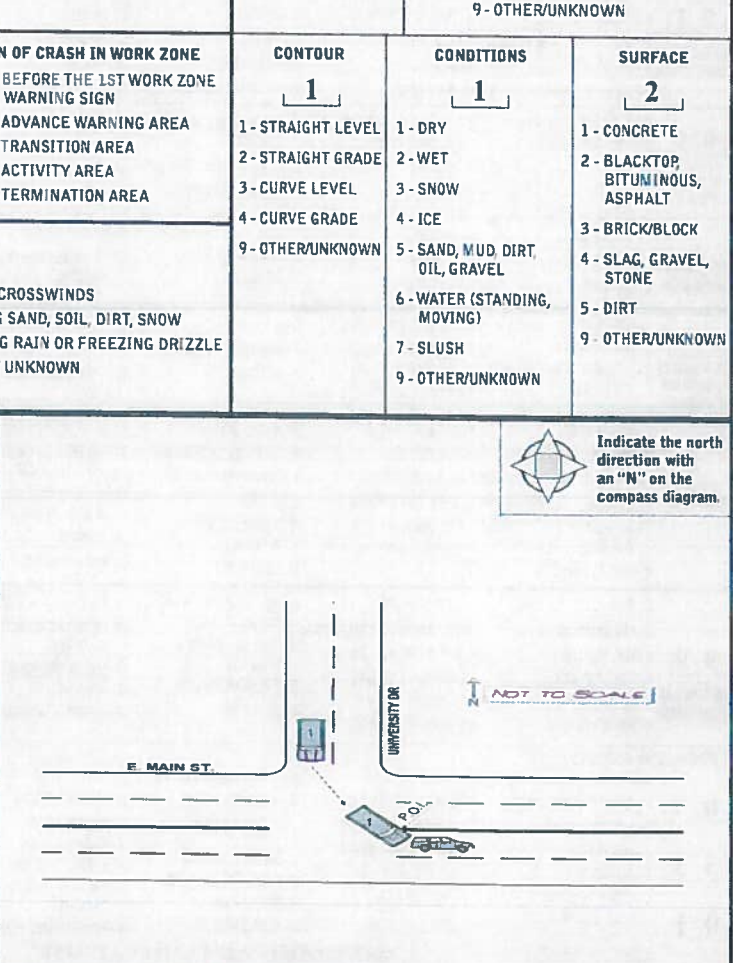 9 - OTHER/UNKNOWN
N OF CRASH IN WORK ZONE
BEFORE THE 1ST WORK ZONE
WARNING SIGN
ADVANCE WARNING AREA
TRANSITION AREA
ACTIVITY AREA
TERMINATION AREA
CROSSWINDS
G SAND, SOIL, DIRT, SNOW
NG RAIN OR FREEZING DRIZZLE
UNKNOWN
CONTOUR
1
1 - STRAIGHT LEVEL
2 - STRAIGHT GRADE
3 - CURVE LEVEL
4 - CURVE GRADE
9 - OTHER/UNKNOWN
CONDITIONS
1
1 - DRY
2 - WET
3 - SNOW
4 - ICE
5 - SAND, MUD, DIRT,
OIL, GRAVEL
6 - WATER (STANDING,
MOVING)
7 - SLUSH
9 - OTHER/UNKNOWN
SURFACE
2
1 - CONCRETE
2 - BLACKTOP,
BITUMINOUS,
ASPHALT
3 - BRICK/BLOCK
4 - SLAG, GRAVEL,
STONE
5 - DIRT
9 - OTHER/UNKNOWN
Indicate the north
direction with
an "N" on the
compass diagram.
UNIVERSITY DR
N
NOT TO SCALE
1
E. MAIN ST.
1
P.O.I.